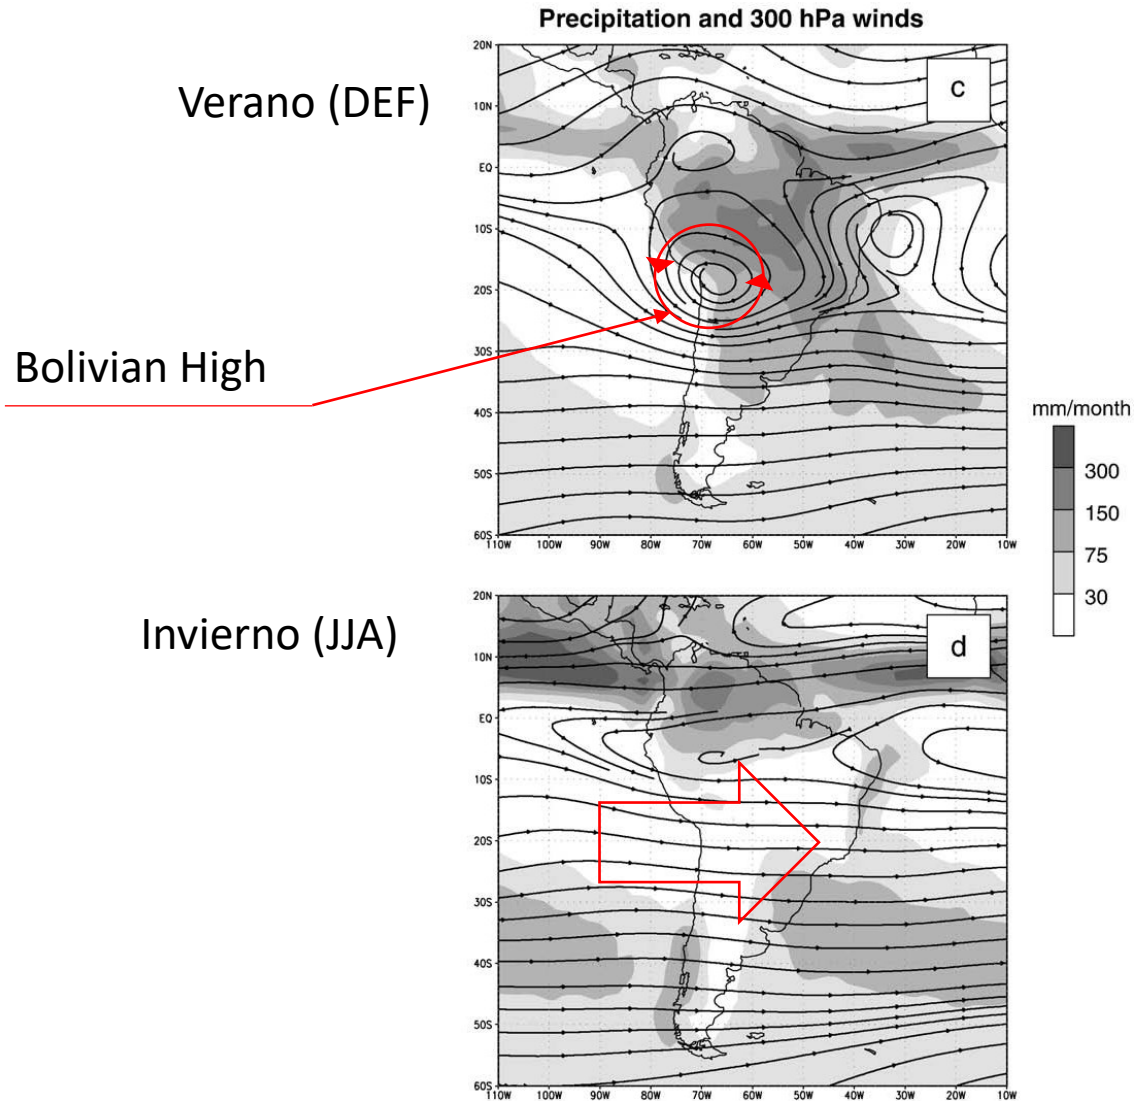 Precipitation and 300 hPa winds
Verano (DEF)
c
20N
10N
EQ
10S
20S
30S
40S
50S
60S
110W 100W 90W 80W 70W 60W 50W 40W 30W 20W 10W
Bolivian High
mm/month
300
150
75
30
Invierno (JJA)
d
20N
10N
EQ
10S
20S
30S
40S
50S
60S
110W 100W 90W 80W 70W 60W 50W 40W 30W 20W 10W